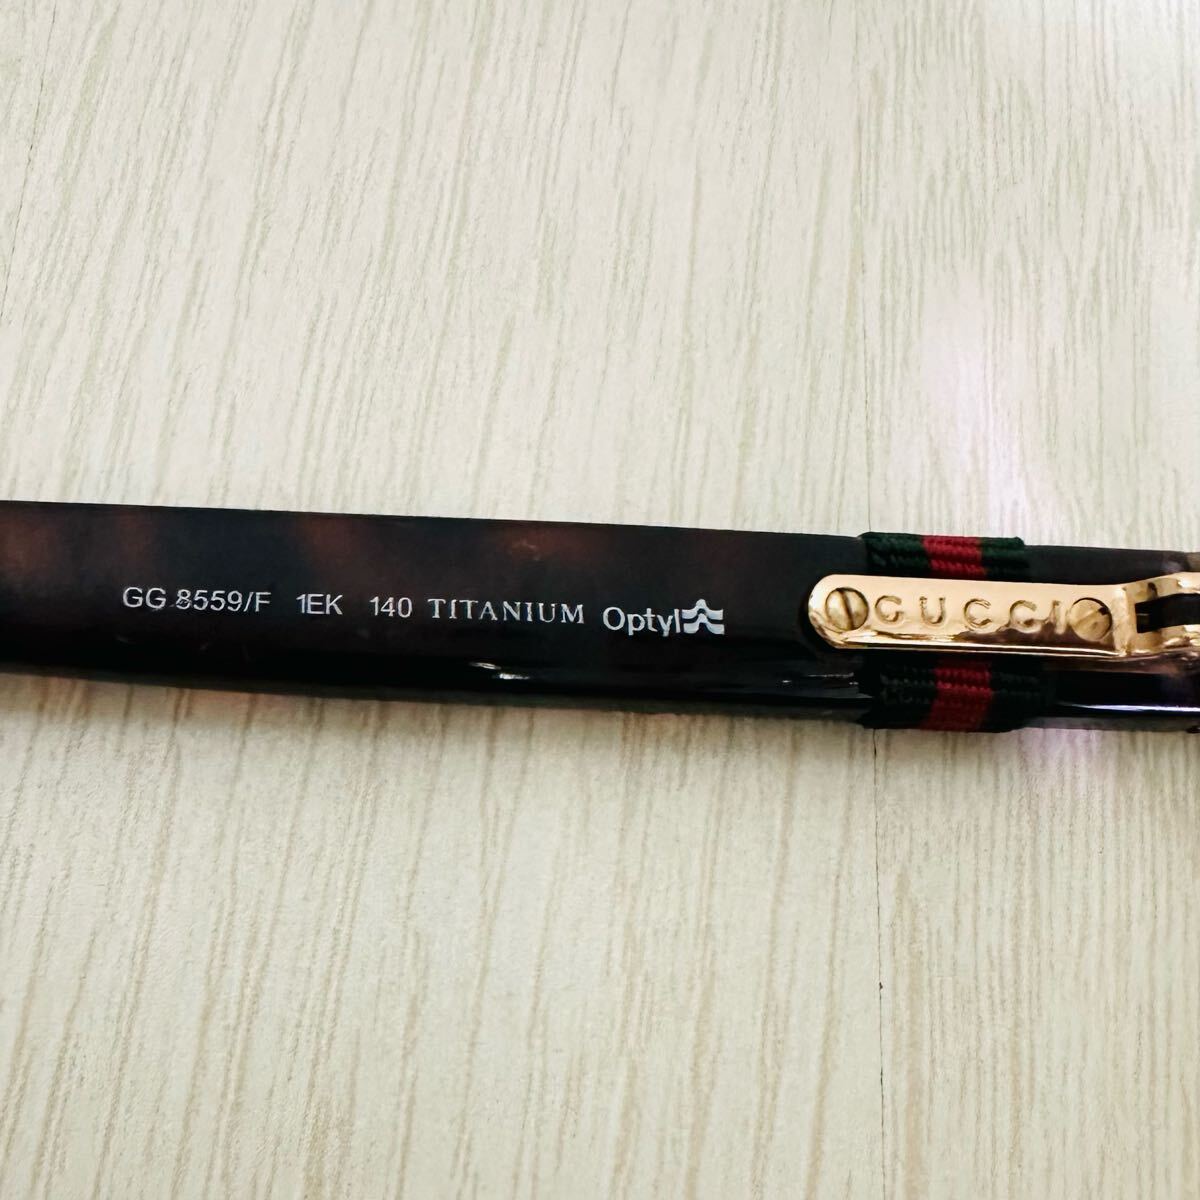 GG 8559/F 1EK 140 TITANIUM Optyl
GUCCI